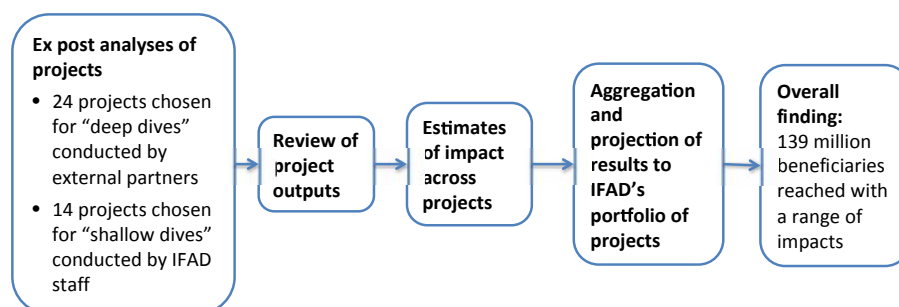 Ex post analyses of
projects
• 24 projects chosen
for “deep dives”
conducted by
external partners
• 14 projects chosen
for “shallow dives”
conducted by IFAD
staff
Review of
project
outputs
Estimates
of impact
across
projects
Aggregation
and
projection of
results to
IFAD’s
portfolio of
projects
Overall
finding:
139 million
beneficiaries
reached with
a range of
impacts